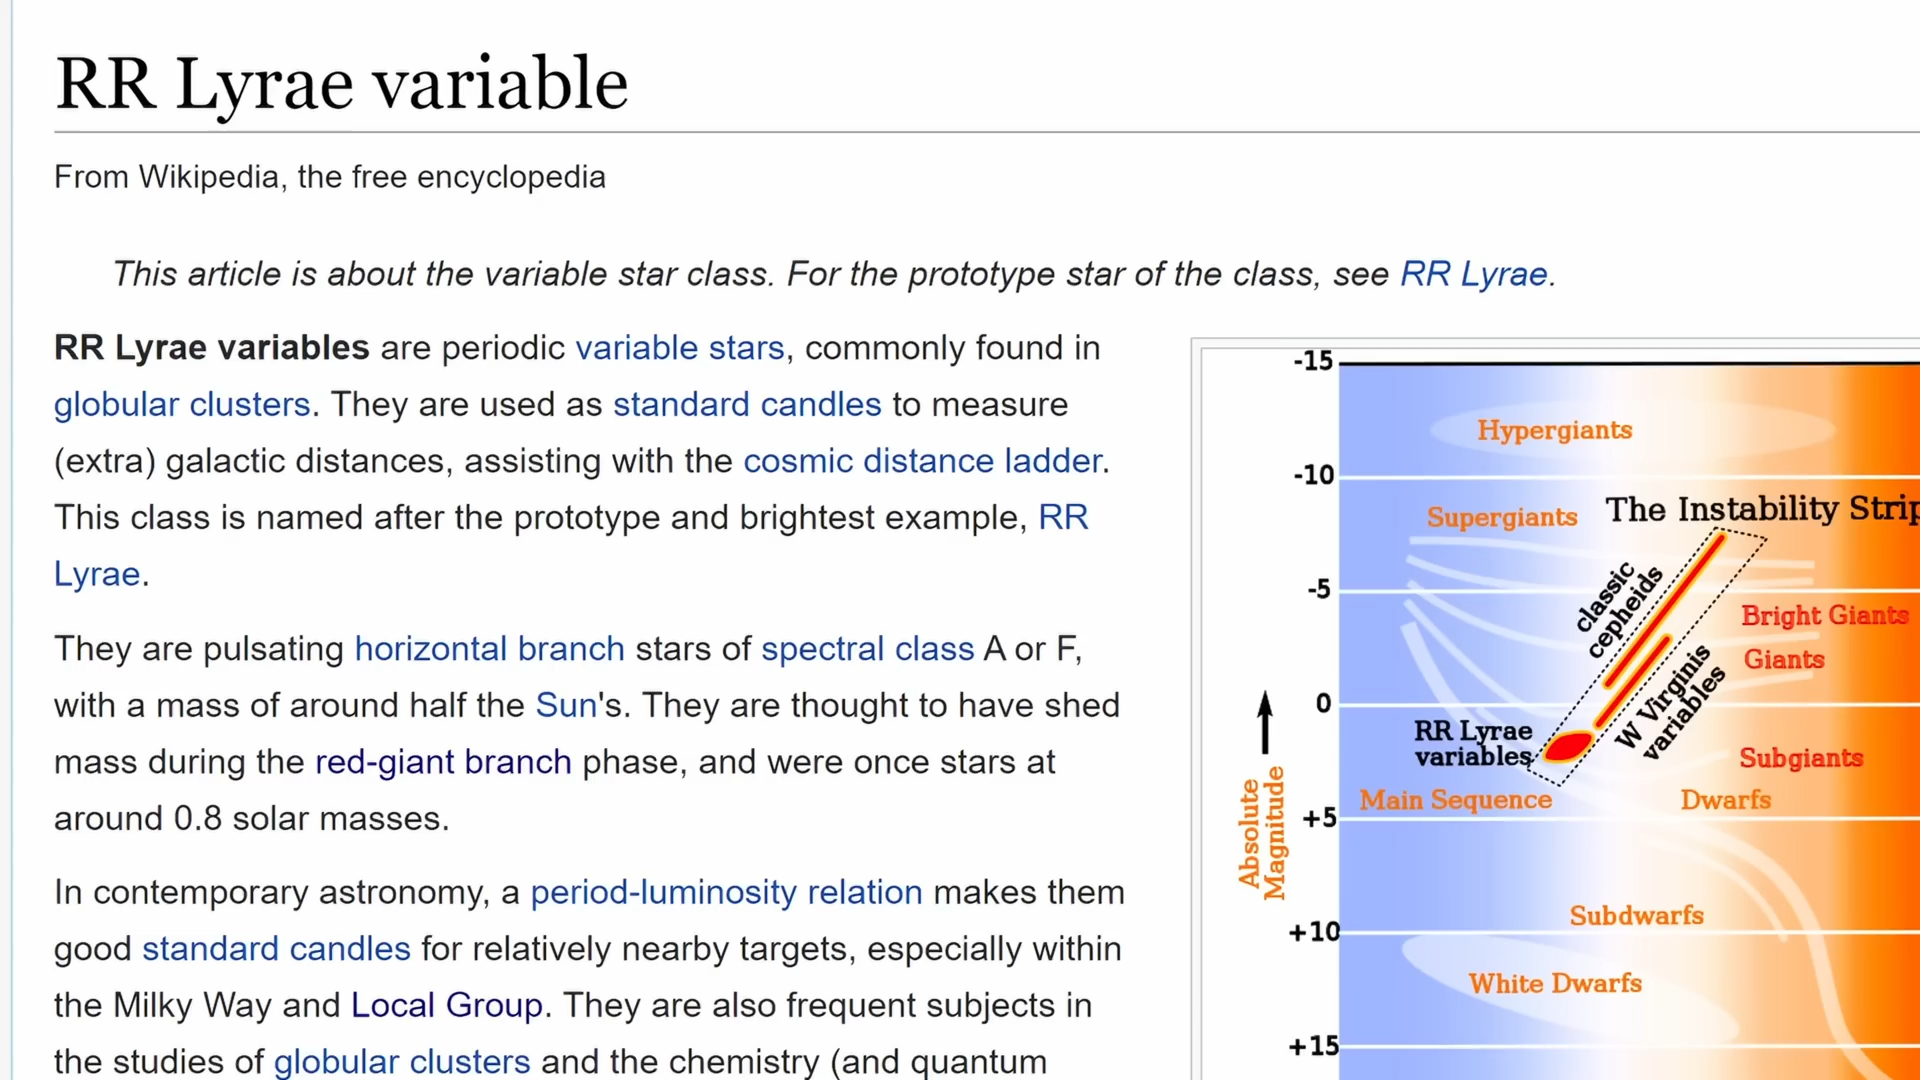 RR Lyrae variable
From Wikipedia, the free encyclopedia
This article is about the variable star class. For the prototype star of the class, see RR Lyrae.
RR Lyrae variables are periodic variable stars, commonly found in
globular clusters. They are used as standard candles to measure
(extra) galactic distances, assisting with the cosmic distance ladder.
This class is named after the prototype and brightest example, RR
Lyrae.
They are pulsating horizontal branch stars of spectral class A or F,
with a mass of around half the Sun's. They are thought to have shed
mass during the red-giant branch phase, and were once stars at
around 0.8 solar masses.
In contemporary astronomy, a period-luminosity relation makes them
good standard candles for relatively nearby targets, especially within
the Milky Way and Local Group. They are also frequent subjects in
the studies of globular clusters and the chemistry (and quantum
-15
Hypergiants
-10
Supergiants
The Instability Strip
classic
cepheids
-5
Bright Giants
Giants
W Virginis
variables
0
RR Lyrae
variables
Subgiants
Absolute
Magnitude
Main Sequence
Dwarfs
+5
Subdwarfs
+10
White Dwarfs
+15